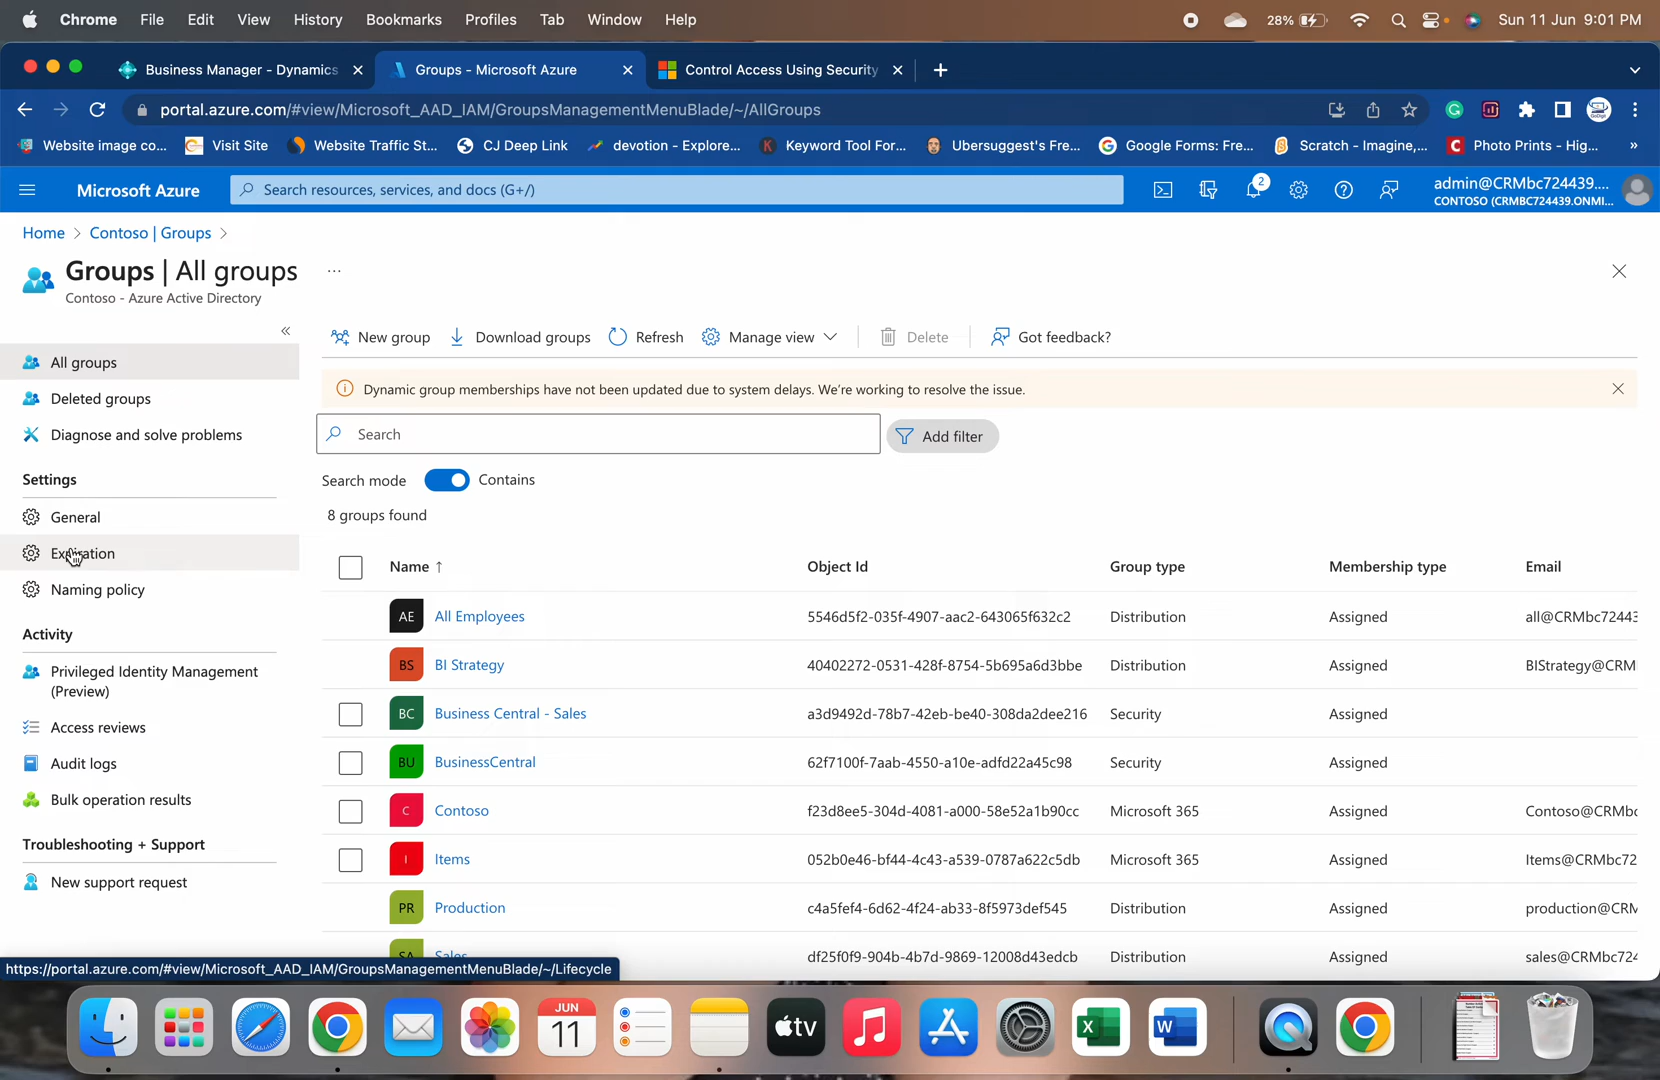 Chrome File Edit View History Bookmarks Profiles Tab Window Help 28% Sun 11 Jun 9:01 PM
Business Manager - Dynamics Groups - Microsoft Azure Control Access Using Security
portal.azure.com/#view/Microsoft_AAD_IAM/GroupsManagementMenuBlade/~/AllGroups
Website image co... Visit Site Website Traffic St... CJ Deep Link devotion - Explore... Keyword Tool For... Ubersuggest's Fre... Google Forms: Fre... Scratch - Imagine,... Photo Prints - Hig... »
Microsoft Azure Search resources, services, and docs (G+/) 2 admin@CRMbc724439....
CONTOSO (CRMBC724439.ONMI...
Home > Contoso | Groups >
Groups | All groups ...
Contoso - Azure Active Directory
«
New group Download groups Refresh Manage view Delete Got feedback?
All groups
Deleted groups
Diagnose and solve problems
Settings
General
Expiration
Naming policy
Activity
Privileged Identity Management
(Preview)
Access reviews
Audit logs
Bulk operation results
Troubleshooting + Support
New support request
Dynamic group memberships have not been updated due to system delays. We're working to resolve the issue.
Search Add filter
Search mode Contains
8 groups found
Name ↑ Object Id Group type Membership type Email
AE All Employees 5546d5f2-035f-4907-aac2-643065f632c2 Distribution Assigned all@CRMbc72443
BS BI Strategy 40402272-0531-428f-8754-5b695a6d3bbe Distribution Assigned BIStrategy@CRM
BC Business Central - Sales a3d9492d-78b7-42eb-be40-308da2dee216 Security Assigned
BU BusinessCentral 62f7100f-7aab-4550-a10e-adfd22a45c98 Security Assigned
C Contoso f23d8ee5-304d-4081-a000-58e52a1b90cc Microsoft 365 Assigned Contoso@CRMbc
I Items 052b0e46-bf44-4c43-a539-0787a622c5db Microsoft 365 Assigned Items@CRMbc72
PR Production c4a5fef4-6d62-4f24-ab33-8f5973def545 Distribution Assigned production@CRM
SA Sales df25f0f9-904b-4b7d-9869-12008d43edcb Distribution Assigned sales@CRMbc724
https://portal.azure.com/#view/Microsoft_AAD_IAM/GroupsManagementMenuBlade/~/Lifecycle
JUN
11
tv
X
W